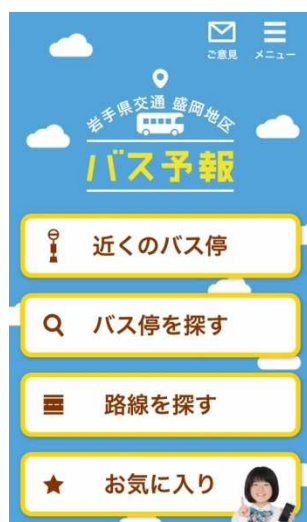 ご意見
メニュー
岩手県交通 盛岡地区
バス予報
近くのバス停
バス停を探す
路線を探す
お気に入り